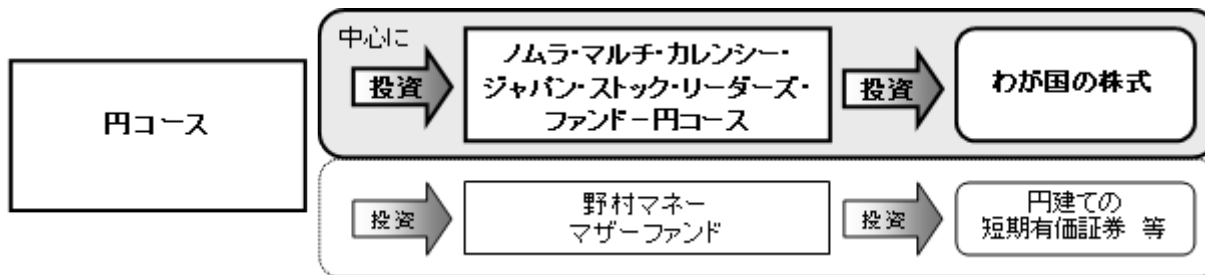 円コース
中心に
投資
ノムラ・マルチ・カレンシー・
ジャパン・ストック・リーダーズ・
ファンド－円コース
投資
わが国の株式
投資
野村マネー
マザーファンド
投資
円建ての
短期有価証券 等